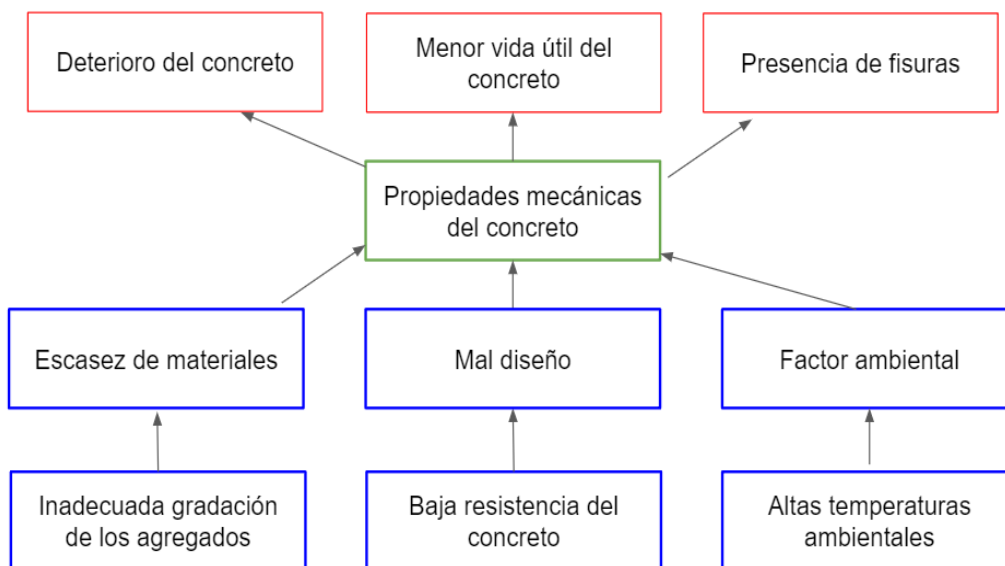 Deterioro del concreto
Menor vida útil del
concreto
Presencia de fisuras
Propiedades mecánicas
del concreto
Escasez de materiales
Mal diseño
Factor ambiental
Inadecuada gradación
de los agregados
Baja resistencia del
concreto
Altas temperaturas
ambientales